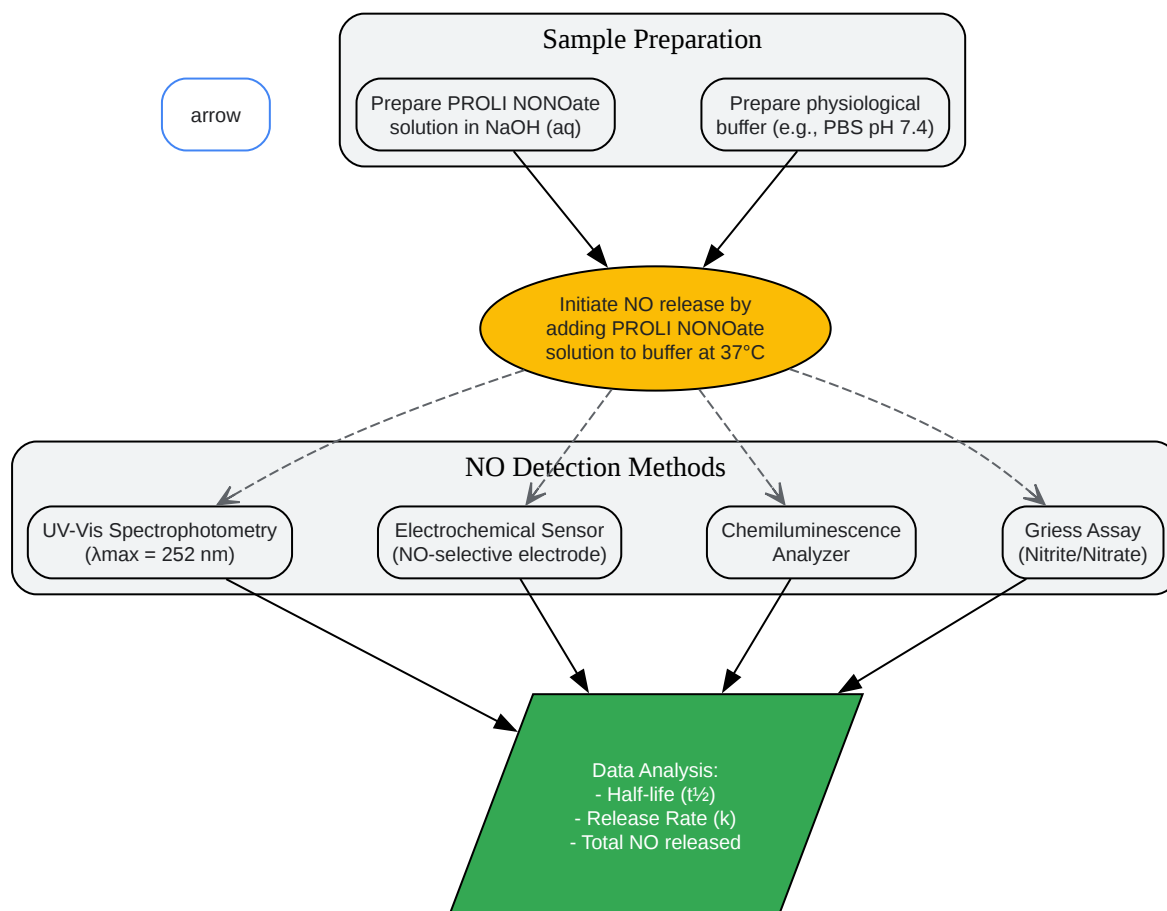 Sample Preparation
arrow
Prepare PROLI NONOate
solution in NaOH (aq)
Prepare physiological
buffer (e.g., PBS pH 7.4)
Initiate NO release by
adding PROLI NONOate
solution to buffer at 37°C
NO Detection Methods
UV-Vis Spectrophotometry
(λmax = 252 nm)
Electrochemical Sensor
(NO-selective electrode)
Chemiluminescence
Analyzer
Griess Assay
(Nitrite/Nitrate)
Data Analysis:
- Half-life (t½)
- Release Rate (k)
- Total NO released